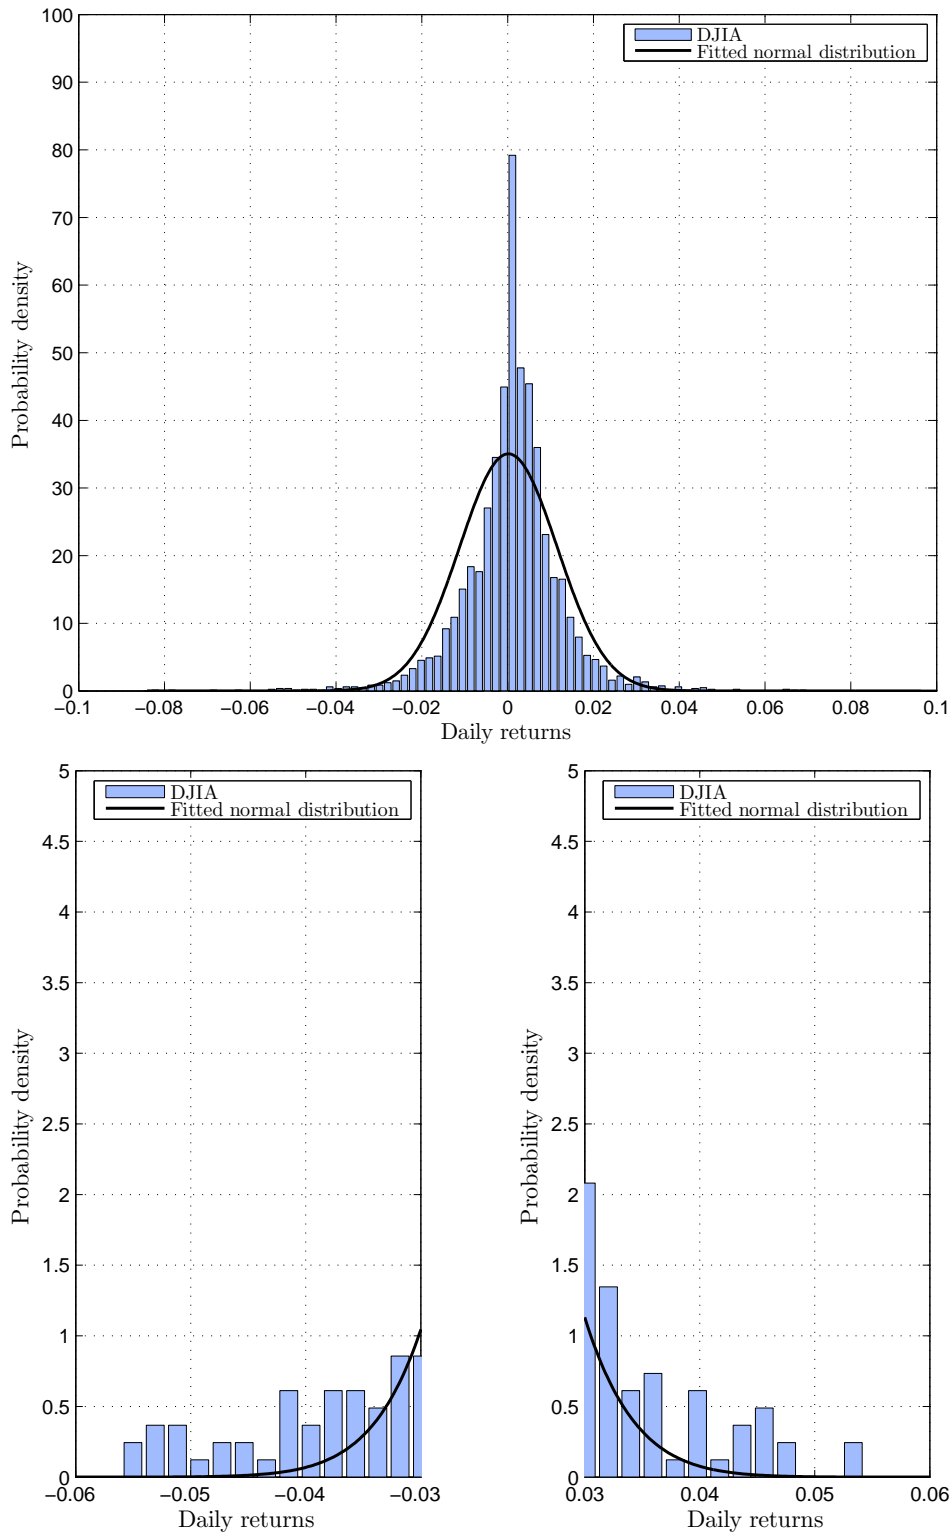 100
90
80
70
60
50
40
30
20
10
0
Probability density
DJIA
Fitted normal distribution
−0.1 −0.08 −0.06 −0.04 −0.02 0 0.02 0.04 0.06 0.08 0.1
Daily returns
5
4.5
4
3.5
3
2.5
2
1.5
1
0.5
0
Probability density
DJIA
Fitted normal distribution
−0.06 −0.05 −0.04 −0.03
Daily returns
5
4.5
4
3.5
3
2.5
2
1.5
1
0.5
0
Probability density
DJIA
Fitted normal distribution
0.03 0.04 0.05 0.06
Daily returns